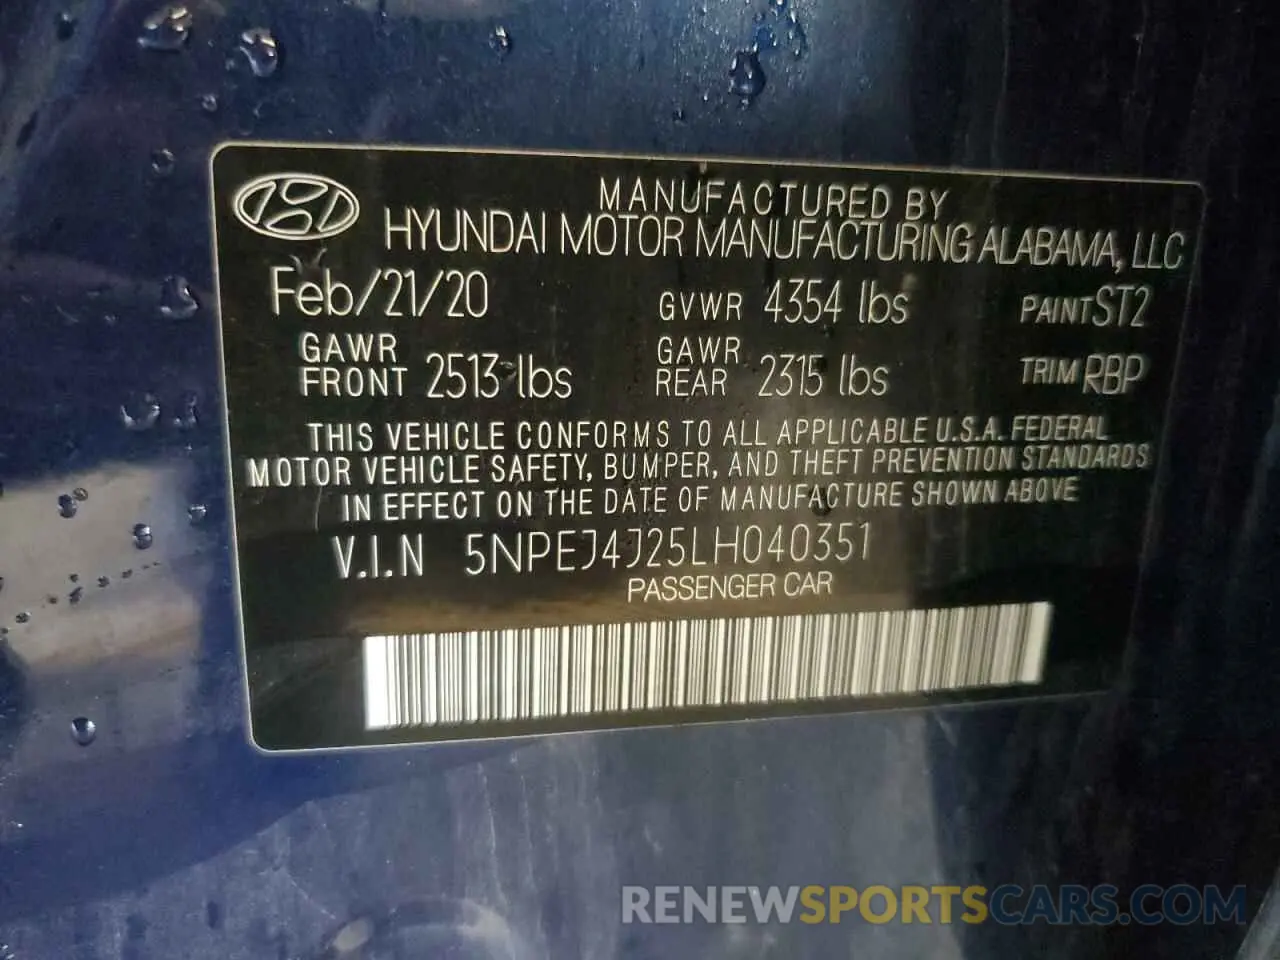 MANUFACTURED BY
HYUNDAI MOTOR MANUFACTURING ALABAMA, LLC
Feb/21/20 GVWR 4354 lbs PAINT ST2
GAWR FRONT 2513 lbs GAWR REAR 2315 lbs TRIM RBP
THIS VEHICLE CONFORMS TO ALL APPLICABLE U.S.A. FEDERAL
MOTOR VEHICLE SAFETY, BUMPER, AND THEFT PREVENTION STANDARDS
IN EFFECT ON THE DATE OF MANUFACTURE SHOWN ABOVE
V.I.N 5NPEJ4J25LH040351
PASSENGER CAR
RENEWSPORTSCARS.COM